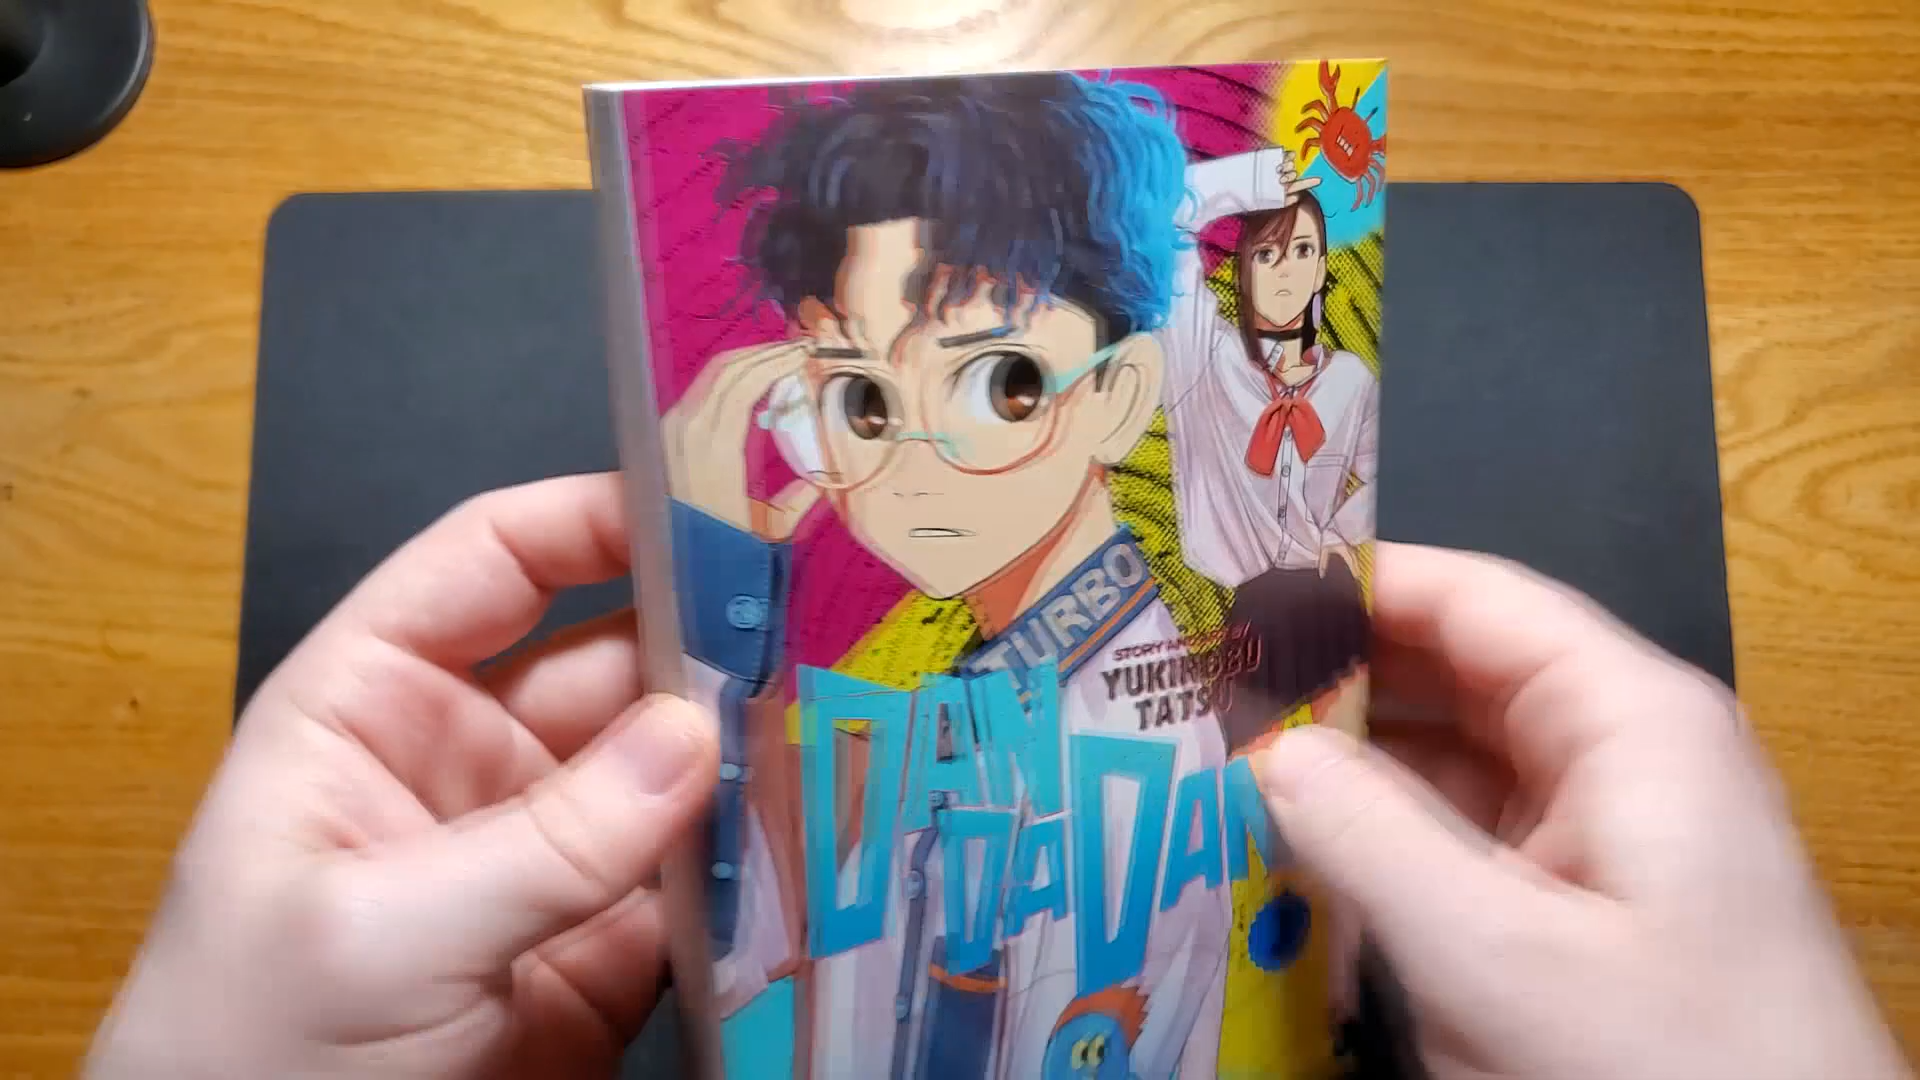 TURBO
STORY AND ART BY
YUKINOBU
TATSU
DAN
DA
DAN